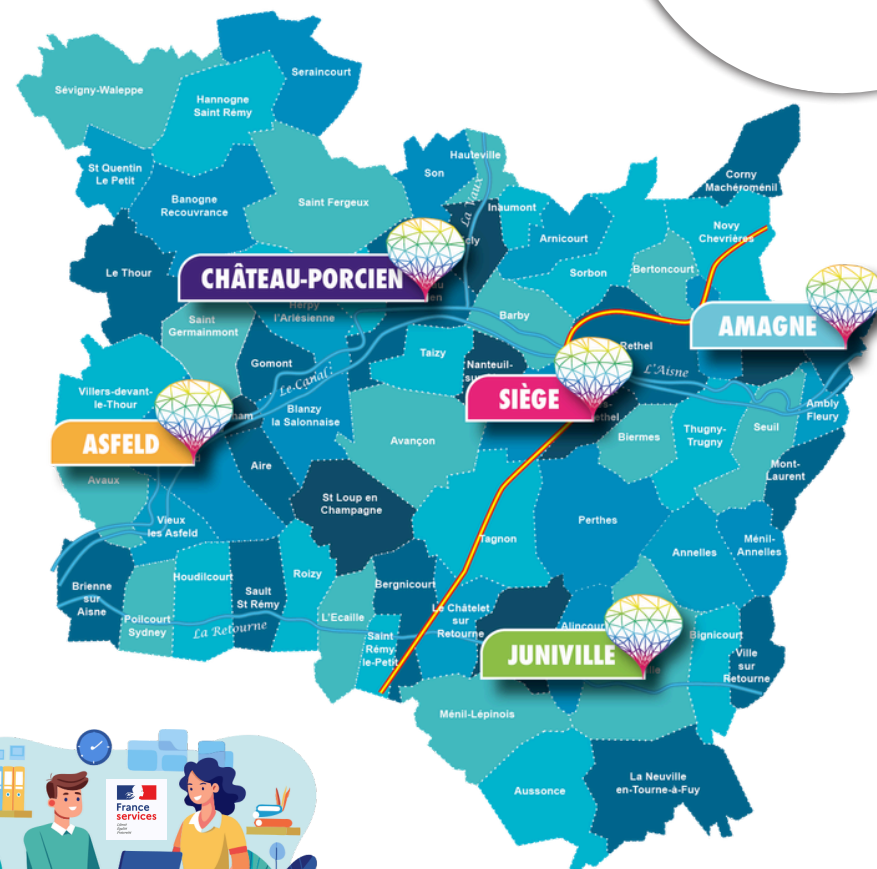 Sévigny-Waleppe
Seraincourt
Hannogne
Saint Rémy
St Quentin
Le Petit
Banogne
Recouvrance
Saint Fergeux
Son
Hauteville
La Vaux
Inaumont
Corny
Machéroménil
Novy
Chevrières
Arnicourt
Sorbon
Bertoncourt
Le Thour
CHÂTEAU-PORCIEN
Herpy
l'Arlésienne
Saint
Germainmont
Barby
Rethel
AMAGNE
Gomont
Le Canal
Taizy
Nanteuil-
L'Aisne
SIÈGE
Villers-devant-
le-Thour
Blanzy
la Salonnaise
Ambly
Fleury
ASFELD
Avançon
Biermes
Thugny-
Trugny
Seuil
Avaux
Aire
Mont-
Laurent
St Loup en
Champagne
Vieux
les Asfeld
Perthes
Tagnon
Annelles
Ménil-
Annelles
Brienne
sur
Aisne
Houdilcourt
Sault
St Rémy
Roizy
Bergnicourt
Poilcourt
Sydney
La Retourne
L'Ecaille
Saint
Rémy
le-Petit
Le Châtelet
sur
Retourne
Alincourt
Bignicourt
JUNIVILLE
Ville
sur
Retourne
Ménil-Lépinois
Aussonce
La Neuville
en-Tourne-à-Fuy
France
services